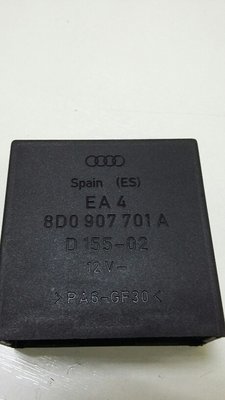 Spain (ES)
EA 4
8D0 907 701 A
D 155-02
12V-
>PA6-GF30<